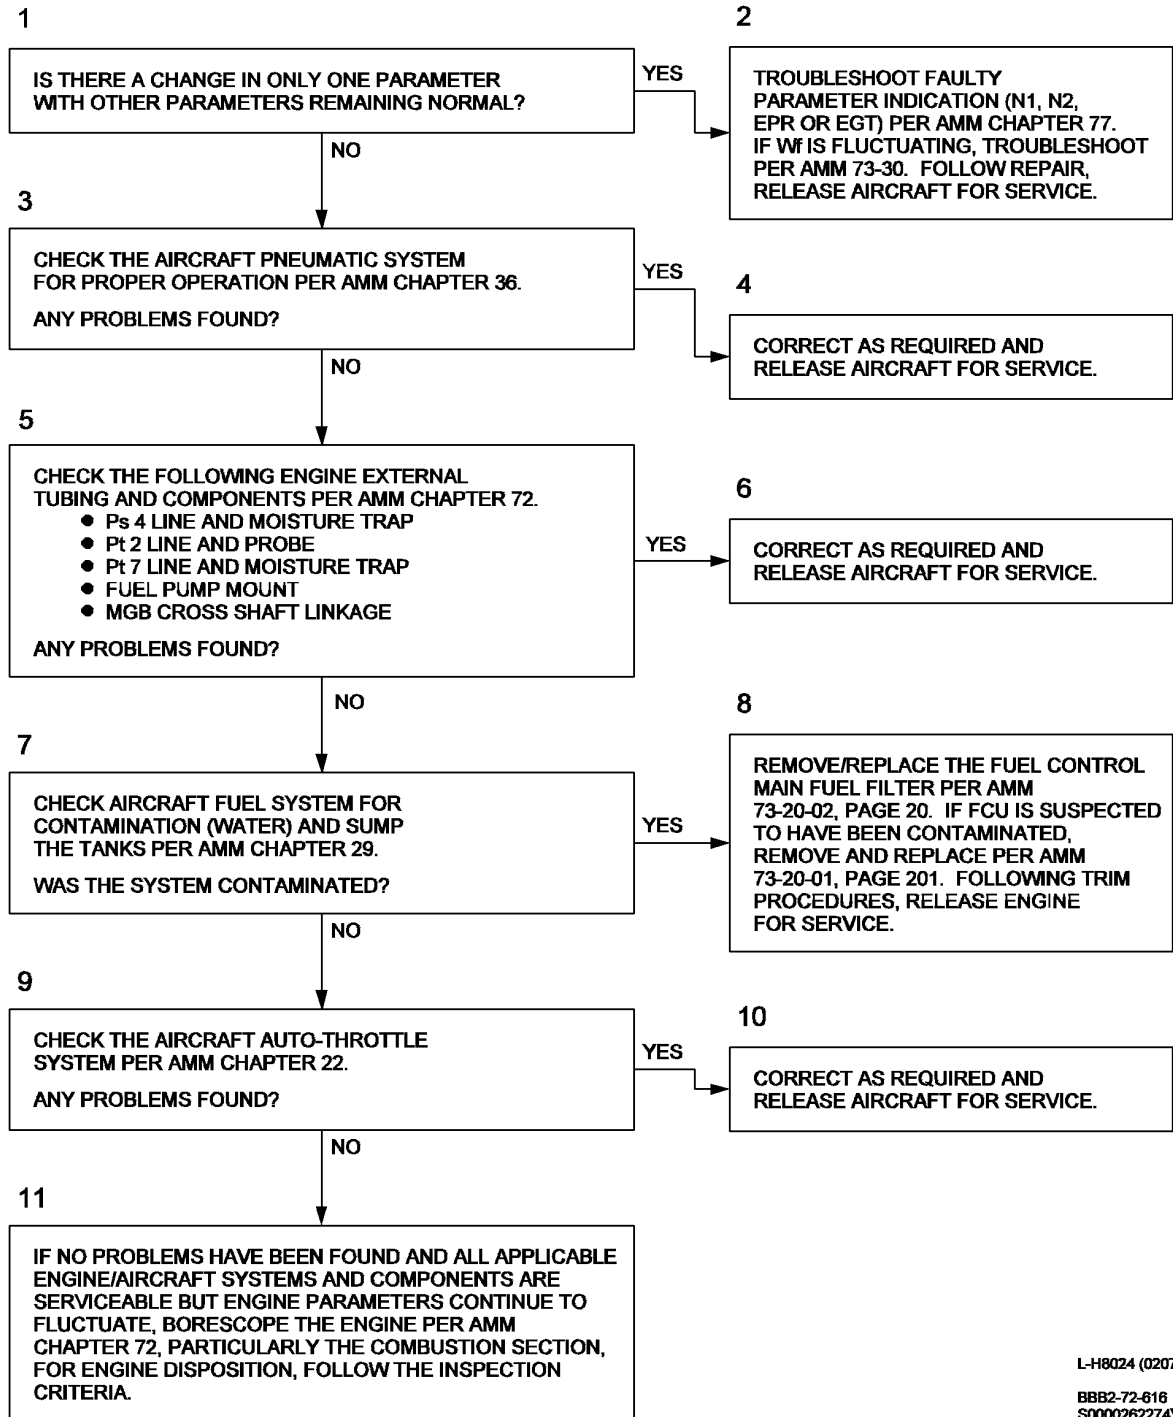 1
IS THERE A CHANGE IN ONLY ONE PARAMETER
WITH OTHER PARAMETERS REMAINING NORMAL?
YES
NO
2
TROUBLESHOOT FAULTY
PARAMETER INDICATION (N1, N2,
EPR OR EGT) PER AMM CHAPTER 77.
IF Wf IS FLUCTUATING, TROUBLESHOOT
PER AMM 73-30. FOLLOW REPAIR,
RELEASE AIRCRAFT FOR SERVICE.
3
CHECK THE AIRCRAFT PNEUMATIC SYSTEM
FOR PROPER OPERATION PER AMM CHAPTER 36.
ANY PROBLEMS FOUND?
YES
NO
4
CORRECT AS REQUIRED AND
RELEASE AIRCRAFT FOR SERVICE.
5
CHECK THE FOLLOWING ENGINE EXTERNAL
TUBING AND COMPONENTS PER AMM CHAPTER 72.
● Ps 4 LINE AND MOISTURE TRAP
● Pt 2 LINE AND PROBE
● Pt 7 LINE AND MOISTURE TRAP
● FUEL PUMP MOUNT
● MGB CROSS SHAFT LINKAGE
ANY PROBLEMS FOUND?
YES
NO
6
CORRECT AS REQUIRED AND
RELEASE AIRCRAFT FOR SERVICE.
7
CHECK AIRCRAFT FUEL SYSTEM FOR
CONTAMINATION (WATER) AND SUMP
THE TANKS PER AMM CHAPTER 29.
WAS THE SYSTEM CONTAMINATED?
YES
NO
8
REMOVE/REPLACE THE FUEL CONTROL
MAIN FUEL FILTER PER AMM
73-20-02, PAGE 20. IF FCU IS SUSPECTED
TO HAVE BEEN CONTAMINATED,
REMOVE AND REPLACE PER AMM
73-20-01, PAGE 201. FOLLOWING TRIM
PROCEDURES, RELEASE ENGINE
FOR SERVICE.
9
CHECK THE AIRCRAFT AUTO-THROTTLE
SYSTEM PER AMM CHAPTER 22.
ANY PROBLEMS FOUND?
YES
NO
10
CORRECT AS REQUIRED AND
RELEASE AIRCRAFT FOR SERVICE.
11
IF NO PROBLEMS HAVE BEEN FOUND AND ALL APPLICABLE
ENGINE/AIRCRAFT SYSTEMS AND COMPONENTS ARE
SERVICEABLE BUT ENGINE PARAMETERS CONTINUE TO
FLUCTUATE, BORESCOPE THE ENGINE PER AMM
CHAPTER 72, PARTICULARLY THE COMBUSTION SECTION,
FOR ENGINE DISPOSITION, FOLLOW THE INSPECTION
CRITERIA.
L-H8024 (0207
BBB2-72-616
S0000262274